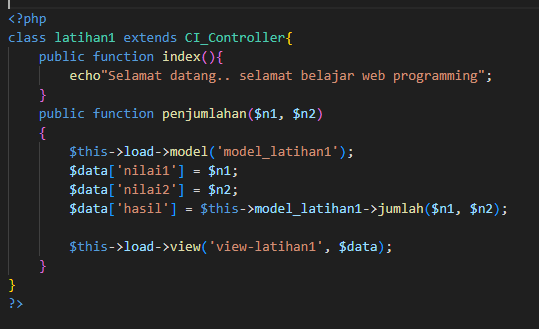 <?php
class latihan1 extends CI_Controller{
    public function index(){
        echo"Selamat datang.. selamat belajar web programming";
    }
    public function penjumlahan($n1, $n2)
    {
        $this->load->model('model_latihan1');
        $data['nilai1'] = $n1;
        $data['nilai2'] = $n2;
        $data['hasil'] = $this->model_latihan1->jumlah($n1, $n2);

        $this->load->view('view-latihan1', $data);
    }
}
?>